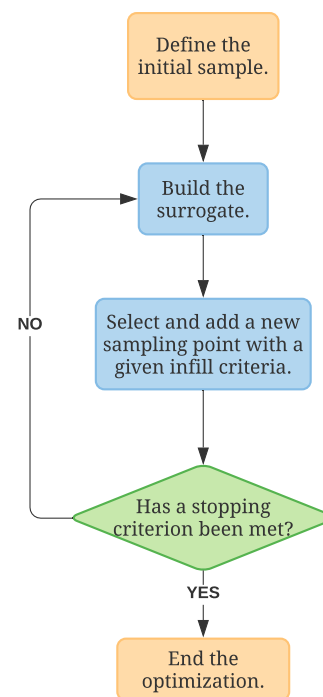 Define the
initial sample.
Build the
surrogate.
NO
Select and add a new
sampling point with a
given infill criteria.
Has a stopping
criterion been met?
YES
End the
optimization.